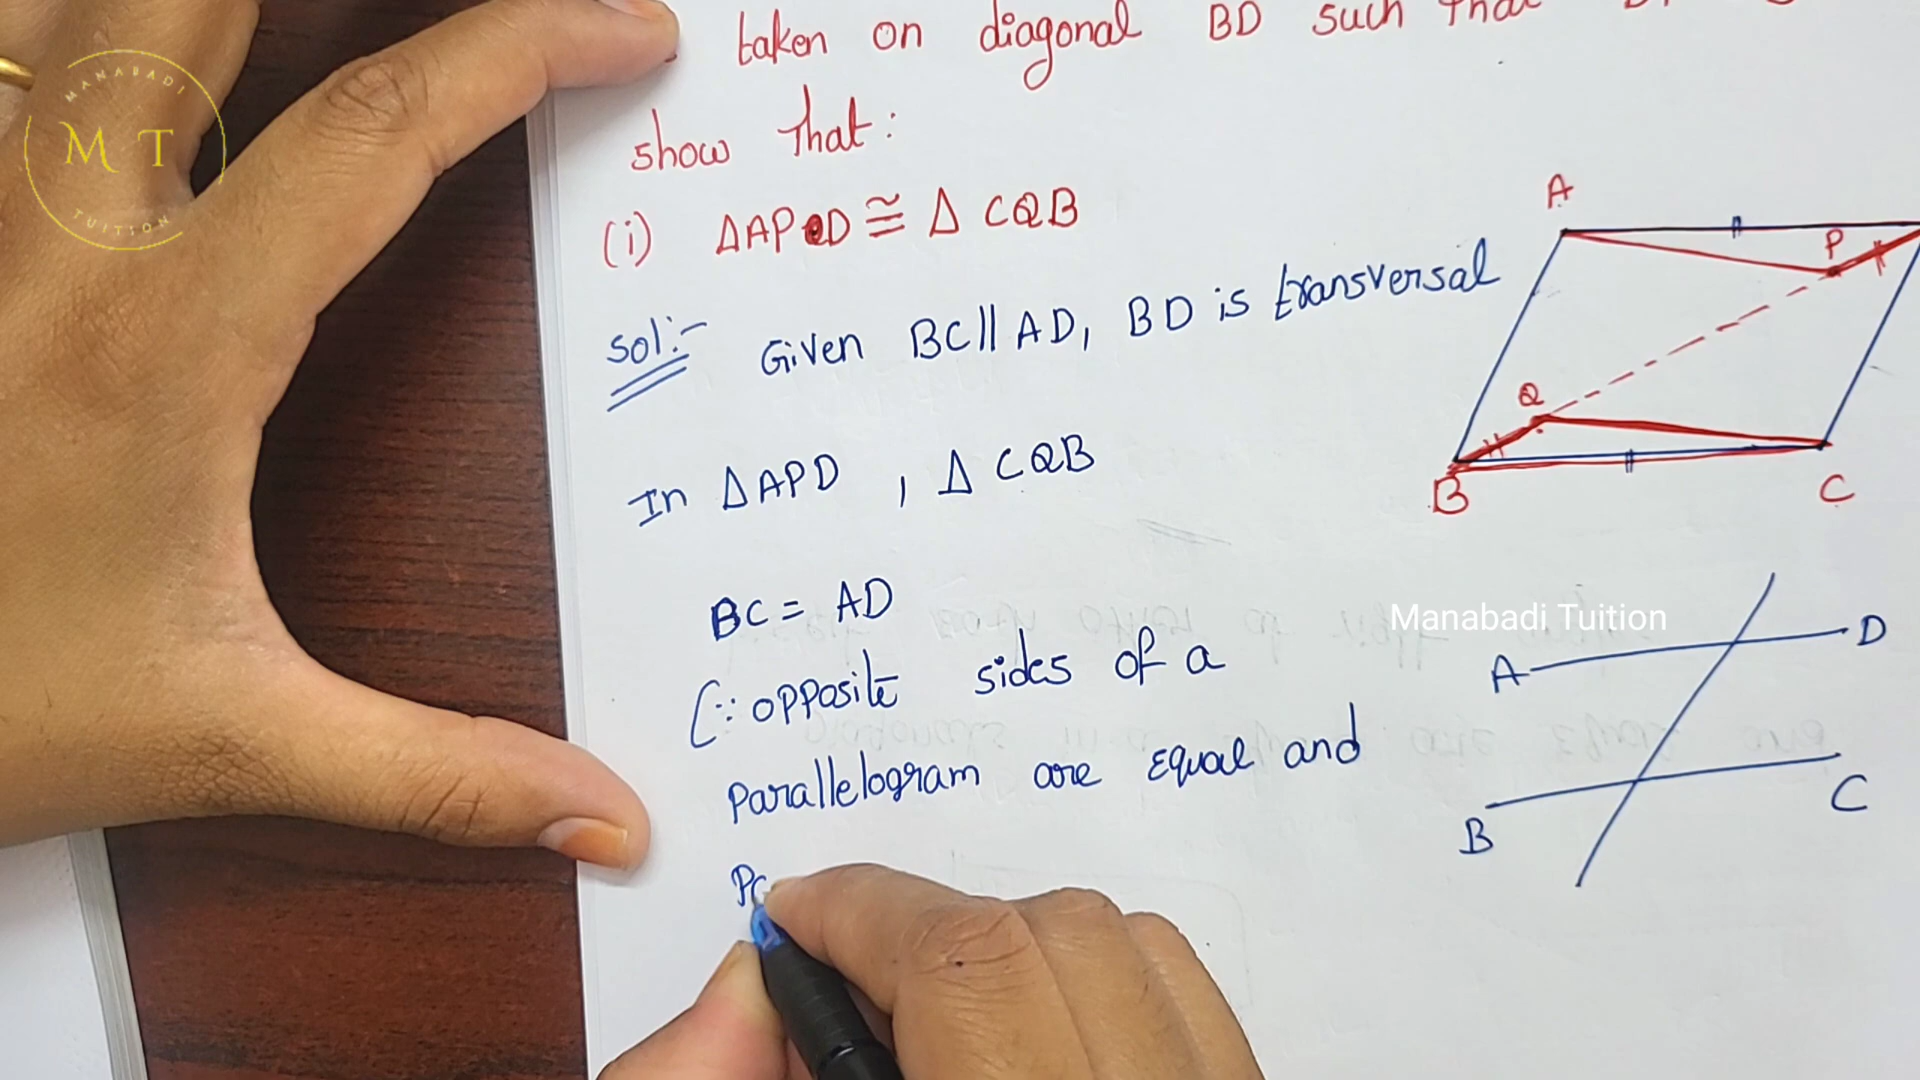 MANABADI
M T
TUITION
taken on diagonal BD such that
show that:
(i) ΔAPD ≅ Δ CQB
Sol:- Given BC || AD, BD is transversal
In ΔAPD , Δ CQB
BC = AD
(∵ opposite sides of a
parallelogram are equal and
Pa
A
P
Q
B
C
Manabadi Tuition
A
D
B
C